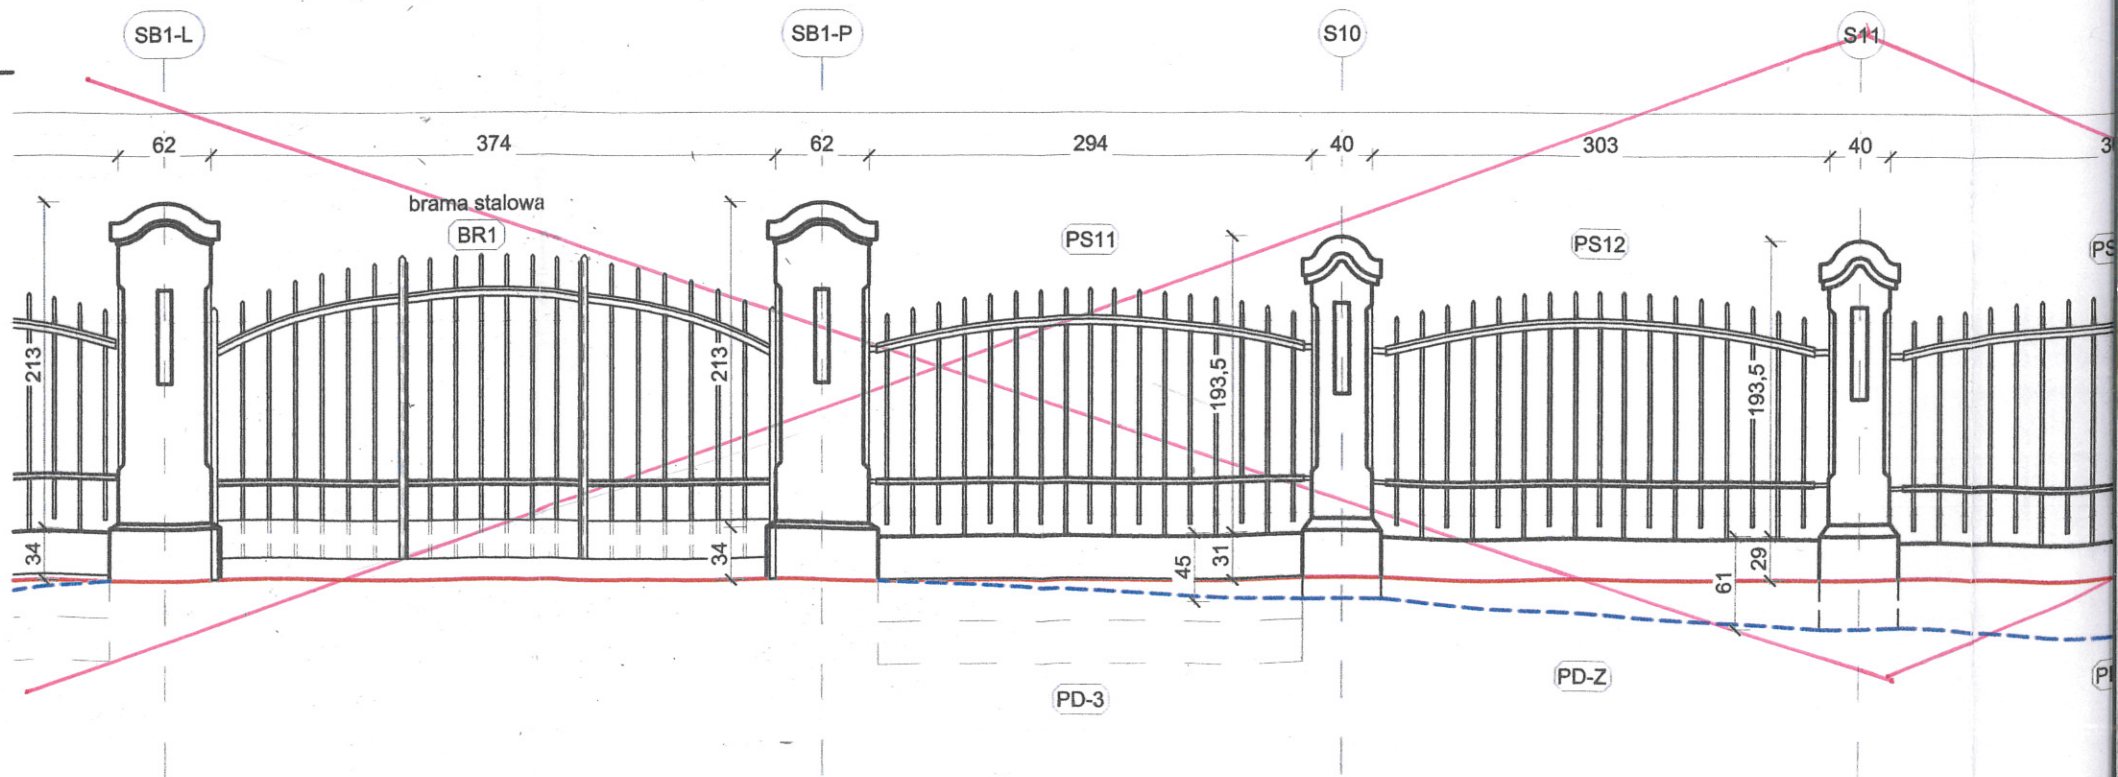 SB1-L SB1-P S10 S11
62 374 62 294 40 303 40
brama stalowa
BR1 PS11 PS12
213 213 193,5 193,5
34 34 45 31 61 29
PD-3 PD-Z